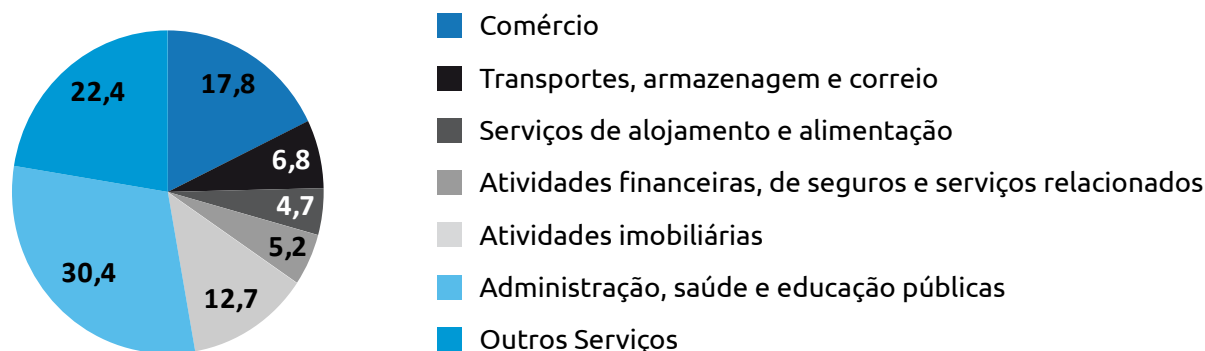 22,4
17,8
6,8
4,7
5,2
12,7
30,4
Comércio
Transportes, armazenagem e correio
Serviços de alojamento e alimentação
Atividades financeiras, de seguros e serviços relacionados
Atividades imobiliárias
Administração, saúde e educação públicas
Outros Serviços